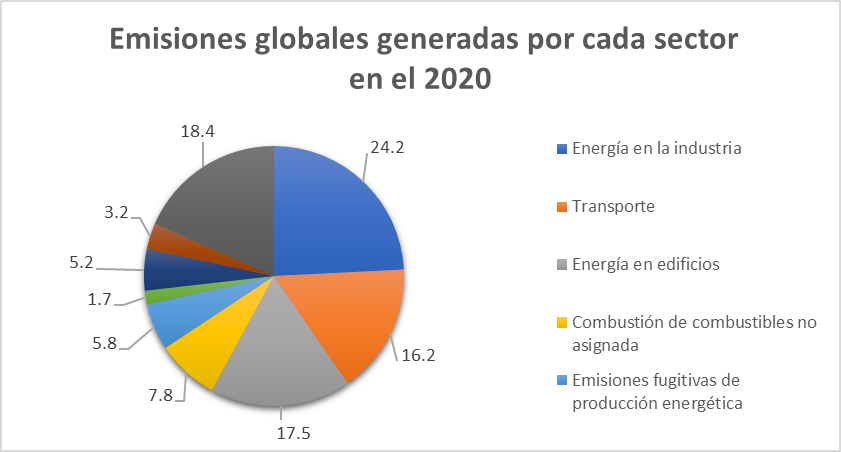 Emisiones globales generadas por cada sector
en el 2020
18.4
24.2
3.2
5.2
1.7
5.8
7.8
17.5
16.2
Energía en la industria
Transporte
Energía en edificios
Combustión de combustibles no
asignada
Emisiones fugitivas de
producción energética